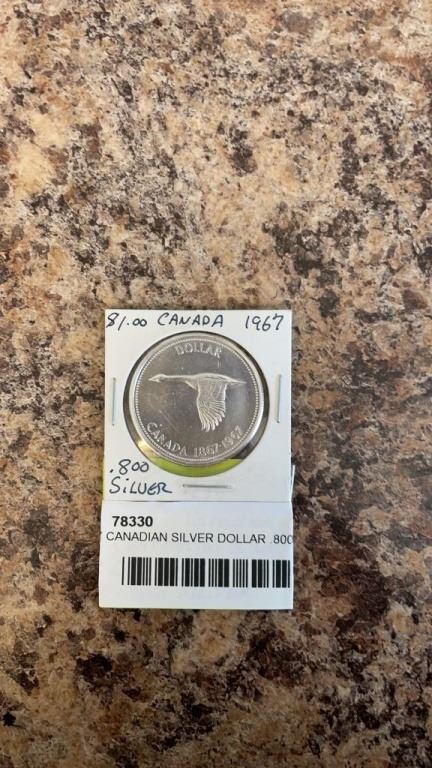 $1.00 CANADA 1967
DOLLAR
CANADA 1867-1967
.800
SILVER
78330
CANADIAN SILVER DOLLAR .800